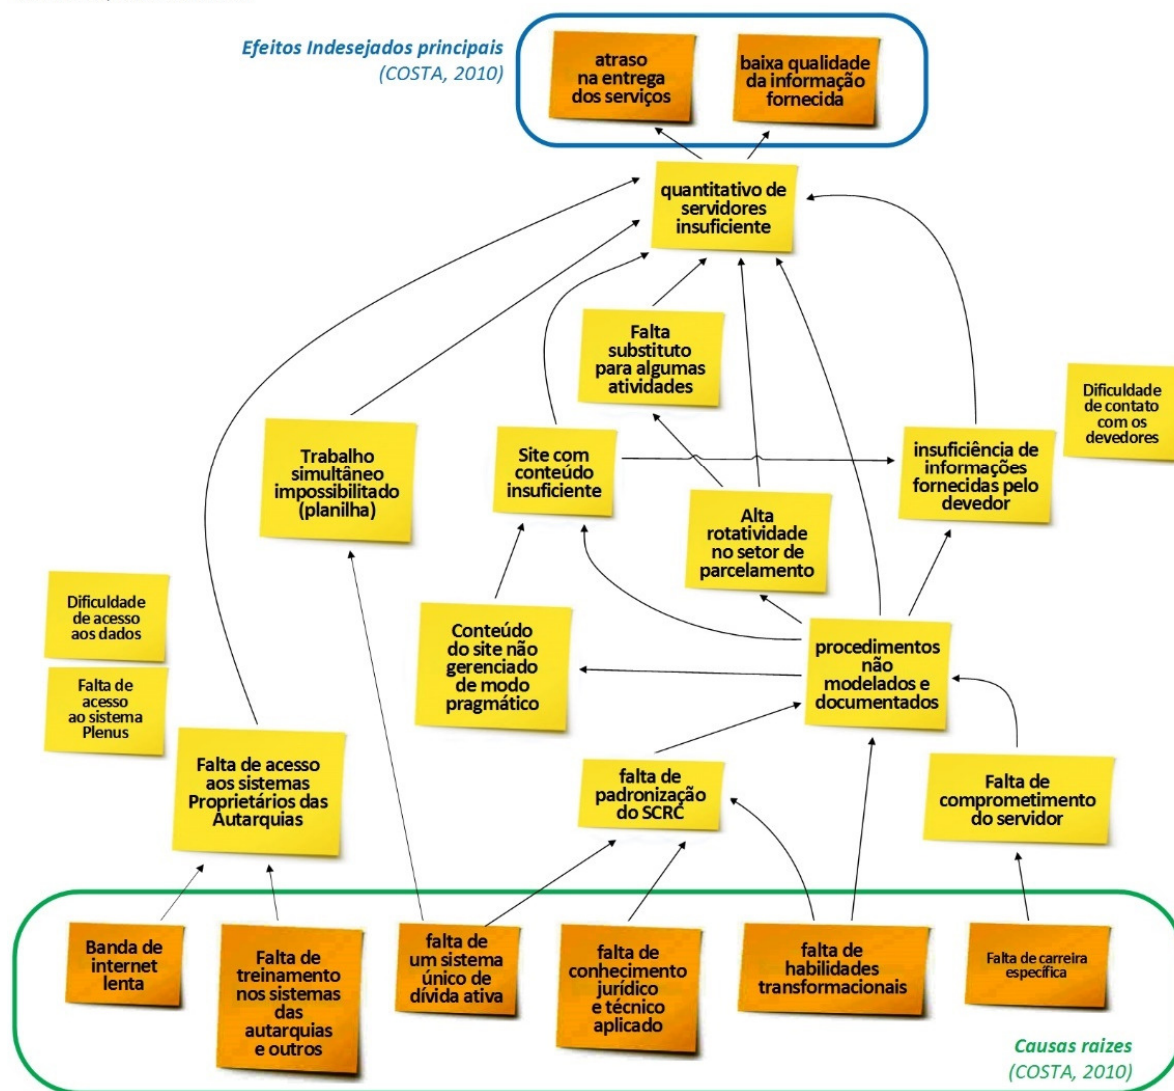 Efeitos Indesejados principais
(COSTA, 2010)
atraso
na entrega
dos serviços
baixa qualidade
da informação
fornecida
quantitativo de
servidores
insuficiente
Falta
substituto
para algumas
atividades
Dificuldade
de contato
com os
devedores
Trabalho
simultâneo
impossibilitado
(planilha)
Site com
conteúdo
insuficiente
insuficiência de
informações
fornecidas pelo
devedor
Alta
rotatividade
no setor de
parcelamento
Dificuldade
de acesso
aos dados
Falta de
acesso
ao sistema
Plenus
Conteúdo
do site não
gerenciado
de modo
pragmático
procedimentos
não
modelados e
documentados
Falta de acesso
aos sistemas
Proprietários das
Autarquias
falta de
padronização
do SCRC
Falta de
comprometimento
do servidor
Banda de
internet
lenta
Falta de
treinamento
nos sistemas
das
autarquias
e outros
falta de
um sistema
único de
dívida ativa
falta de
conhecimento
jurídico
e técnico
aplicado
falta de
habilidades
transformacionais
Falta de carreira
específica
Causas raizes
(COSTA, 2010)